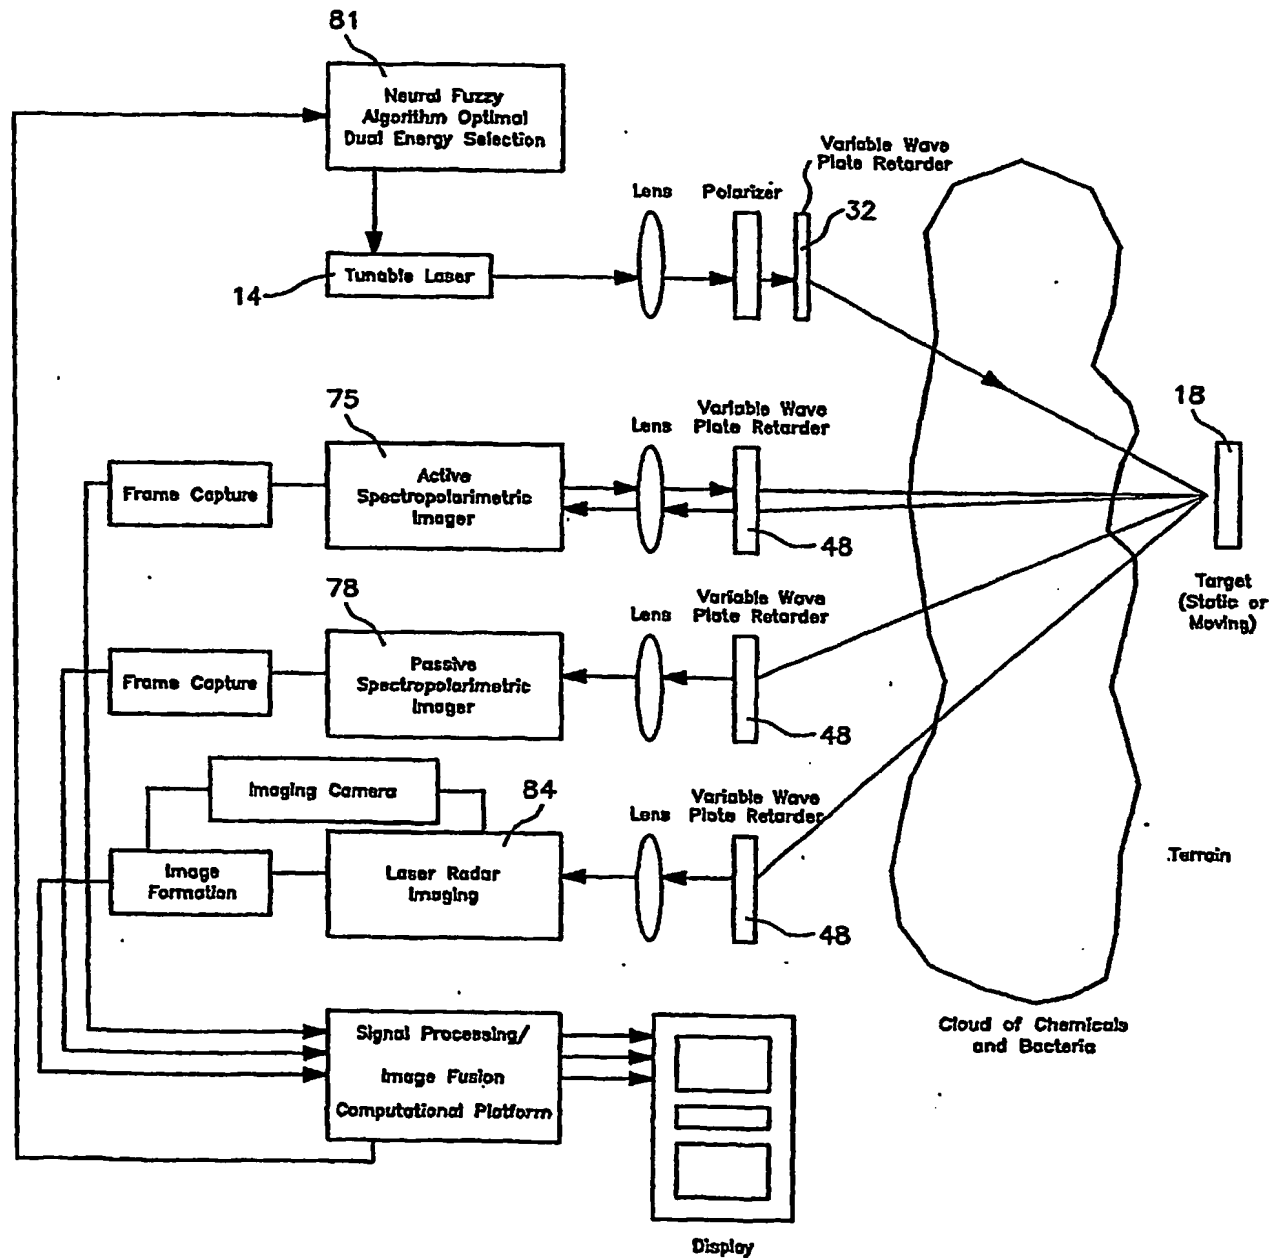 81
Neural Fuzzy
Algorithm Optimal
Dual Energy Selection
Variable Wave
Plate Retarder
Lens
Polarizer
32
Tunable Laser
14
75
Variable Wave
Plate Retarder
Lens
18
Frame Capture
Active
Spectropolarimetric
Imager
48
Target
(Static or
Moving)
78
Variable Wave
Plate Retarder
Lens
Frame Capture
Passive
Spectropolarimetric
Imager
48
Imaging Camera
84
Variable Wave
Plate Retarder
Lens
Terrain
Image
Formation
Laser Radar
Imaging
48
Cloud of Chemicals
and Bacteria
Signal Processing/
Image Fusion
Computational Platform
Display